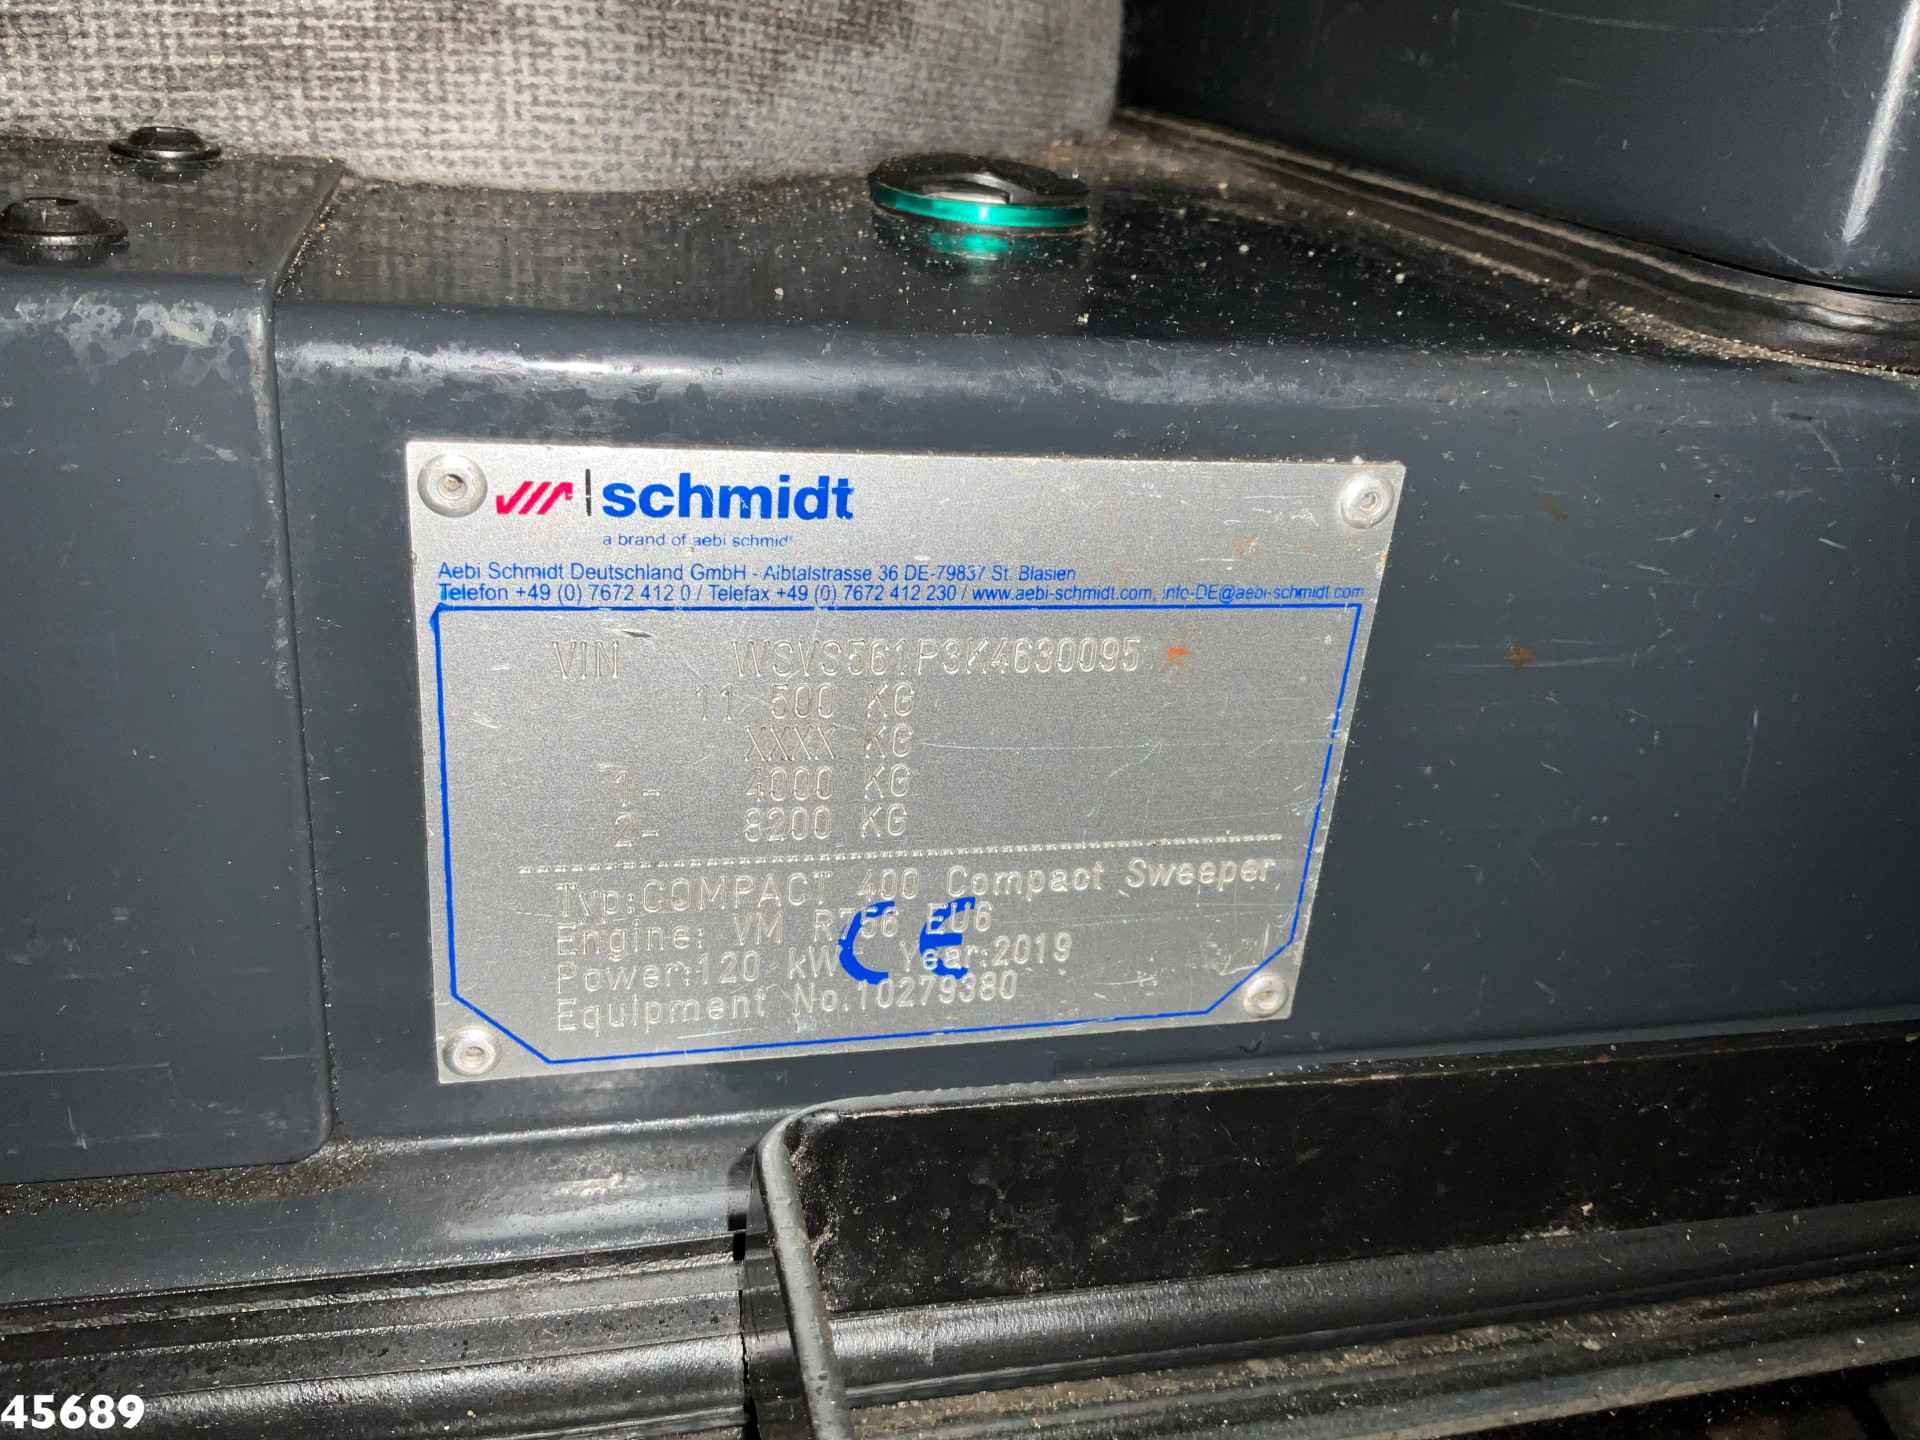 schmidt
a brand of aebi schmidt
Aebi Schmidt Deutschland GmbH - Albtalstrasse 36 DE-79837 St. Blasien
Telefon +49 (0) 7672 412 0 / Telefax +49 (0) 7672 412 230 / www.aebi-schmidt.com, info-DE@aebi-schmidt.com
VIN WSVS561P3K4630095
11 500 KG
XXXX KG
1- 4000 KG
2- 8200 KG
Typ:COMPACT 400 Compact Sweeper
Engine: VM R756 EU6
Power:120 kW Year:2019
Equipment No.10279380
CE
45689